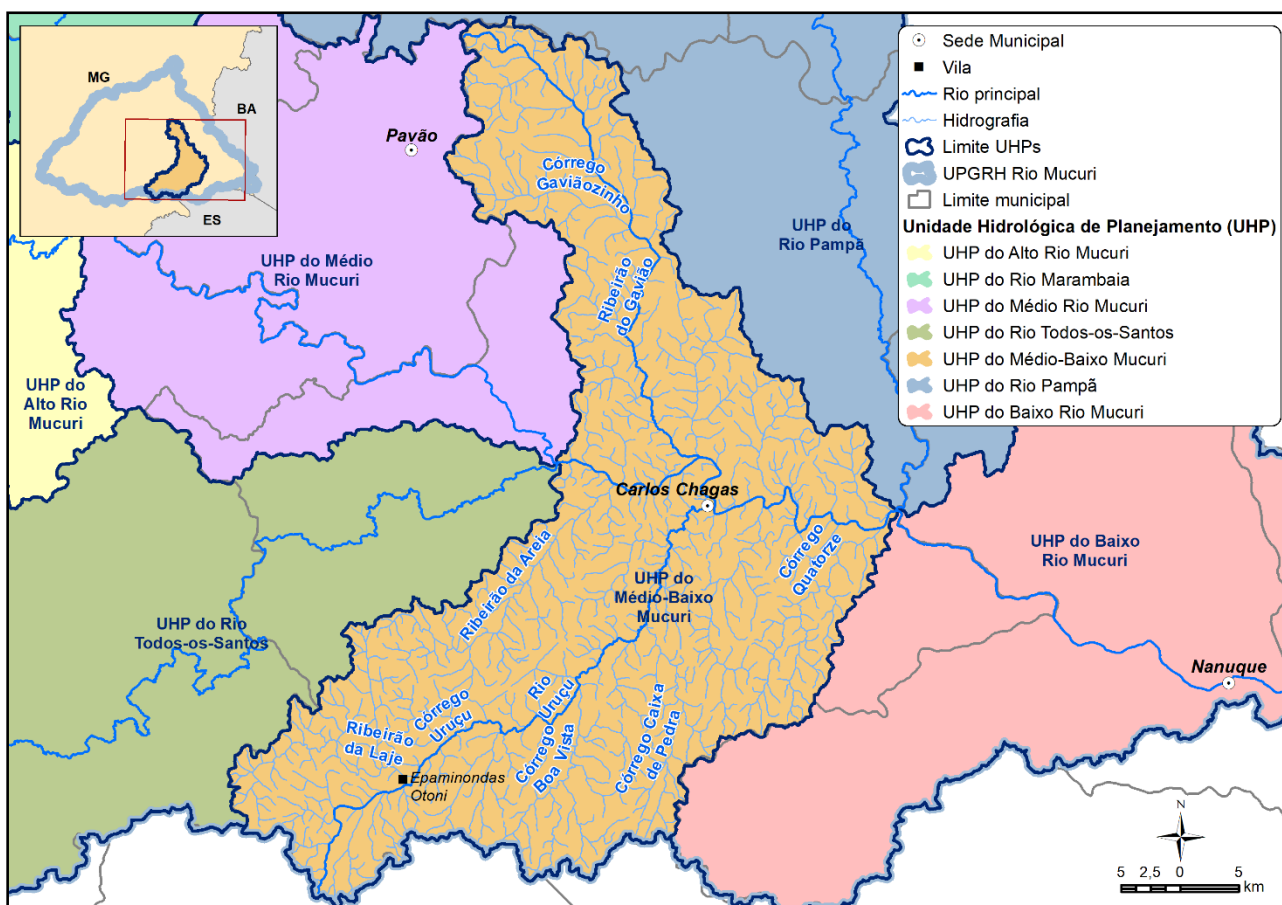 MG
BA
ES
Pavão
Córrego
Gaviãozinho
Ribeirão
do Gavião
UHP do
Rio Pampã
UHP do Médio
Rio Mucuri
UHP do
Alto Rio
Mucuri
Carlos Chagas
Ribeirão da Areia
Córrego
Quatorze
UHP do
Médio-Baixo
Mucuri
UHP do Baixo
Rio Mucuri
UHP do Rio
Todos-os-Santos
Nanuque
Rio
Uruçu
Córrego
Uruçu
Ribeirão
da Laje
Córrego
Boa Vista
Córrego Caixa
de Pedra
Epaminondas
Otoni
Sede Municipal
Vila
Rio principal
Hidrografia
Limite UHPs
UPGRH Rio Mucuri
Limite municipal
Unidade Hidrológica de Planejamento (UHP)
UHP do Alto Rio Mucuri
UHP do Rio Marambaia
UHP do Médio Rio Mucuri
UHP do Rio Todos-os-Santos
UHP do Médio-Baixo Mucuri
UHP do Rio Pampã
UHP do Baixo Rio Mucuri
N
5 2,5 0 5
km